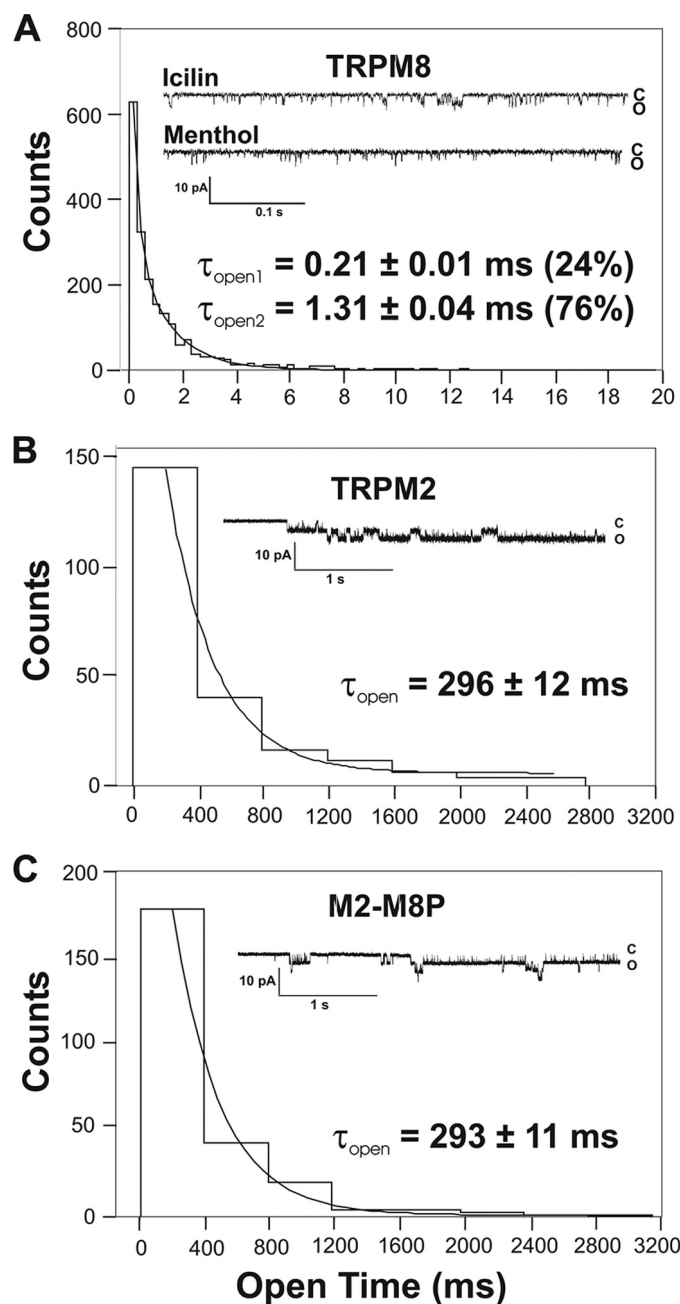 A
800
600
400
200
0
Counts
TRPM8
Icilin
C
O
Menthol
C
O
10 pA
0.1 s
τopen1 = 0.21 ± 0.01 ms (24%)
τopen2 = 1.31 ± 0.04 ms (76%)
0 2 4 6 8 10 12 14 16 18 20
B
150
100
50
0
Counts
TRPM2
C
O
10 pA
1 s
τopen = 296 ± 12 ms
0 400 800 1200 1600 2000 2400 2800 3200
C
200
150
100
50
0
Counts
M2-M8P
C
O
10 pA
1 s
τopen = 293 ± 11 ms
0 400 800 1200 1600 2000 2400 2800 3200
Open Time (ms)